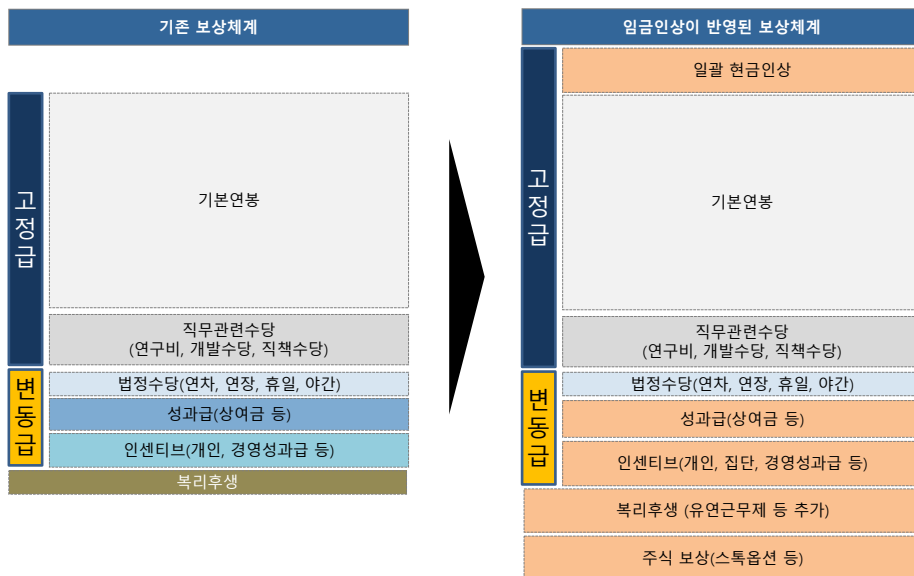 기존 보상체계
고정급
기본연봉
직무관련수당
(연구비, 개발수당, 직책수당)
변동급
법정수당(연차, 연장, 휴일, 야간)
성과급(상여금 등)
인센티브(개인, 경영성과급 등)
복리후생
임금인상이 반영된 보상체계
고정급
일괄 현금인상
기본연봉
직무관련수당
(연구비, 개발수당, 직책수당)
변동급
법정수당(연차, 연장, 휴일, 야간)
성과급(상여금 등)
인센티브(개인, 집단, 경영성과급 등)
복리후생 (유연근무제 등 추가)
주식 보상(스톡옵션 등)